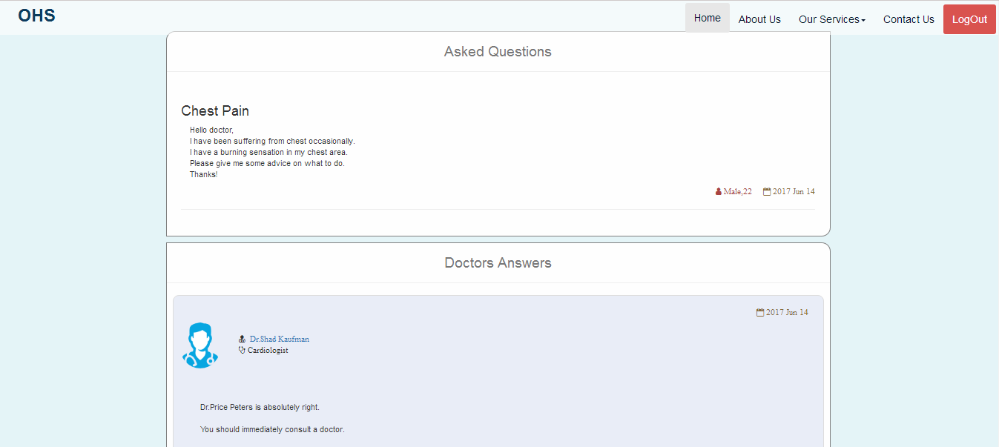 OHS
Home
About Us
Our Services
Contact Us
LogOut
Asked Questions
Chest Pain
Hello doctor,
I have been suffering from chest occasionally.
I have a burning sensation in my chest area.
Please give me some advice on what to do.
Thanks!
Male,22
2017 Jun 14
Doctors Answers
2017 Jun 14
Dr.Shad Kaufman
Cardiologist
Dr.Price Peters is absolutely right.
You should immediately consult a doctor.